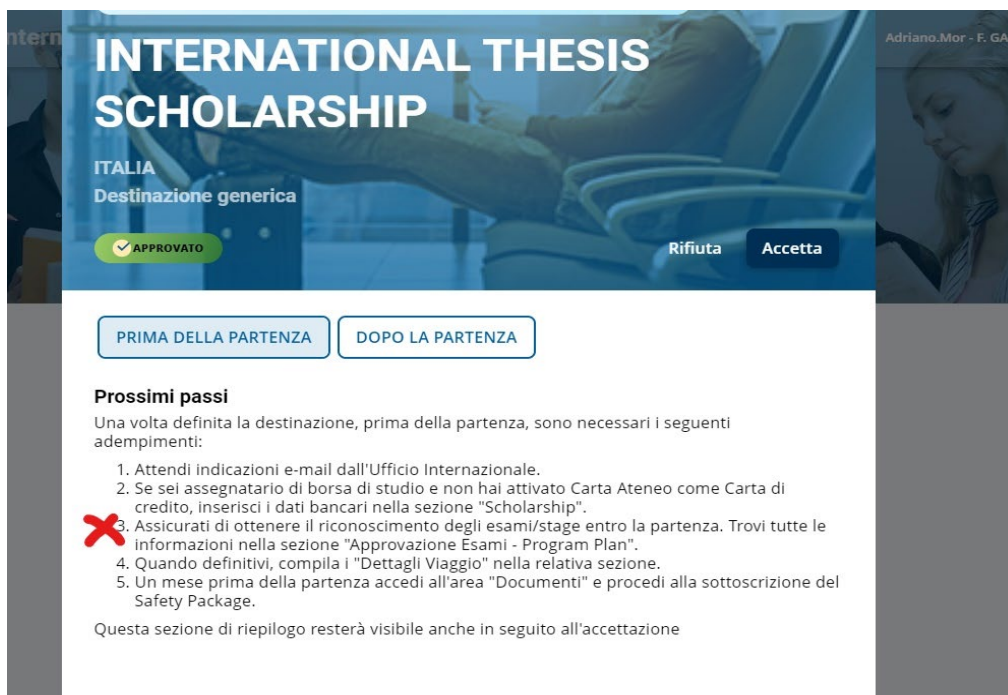 intern
Adriano.Mor - F. GA
INTERNATIONAL THESIS
SCHOLARSHIP
ITALIA
Destinazione generica
APPROVATO
Rifiuta
Accetta
PRIMA DELLA PARTENZA
DOPO LA PARTENZA
Prossimi passi
Una volta definita la destinazione, prima della partenza, sono necessari i seguenti
adempimenti:
1. Attendi indicazioni e-mail dall'Ufficio Internazionale.
2. Se sei assegnatario di borsa di studio e non hai attivato Carta Ateneo come Carta di
credito, inserisci i dati bancari nella sezione "Scholarship".
3. Assicurati di ottenere il riconoscimento degli esami/stage entro la partenza. Trovi tutte le
informazioni nella sezione "Approvazione Esami - Program Plan".
4. Quando definitivi, compila i "Dettagli Viaggio" nella relativa sezione.
5. Un mese prima della partenza accedi all'area "Documenti" e procedi alla sottoscrizione del
Safety Package.
Questa sezione di riepilogo resterà visibile anche in seguito all'accettazione